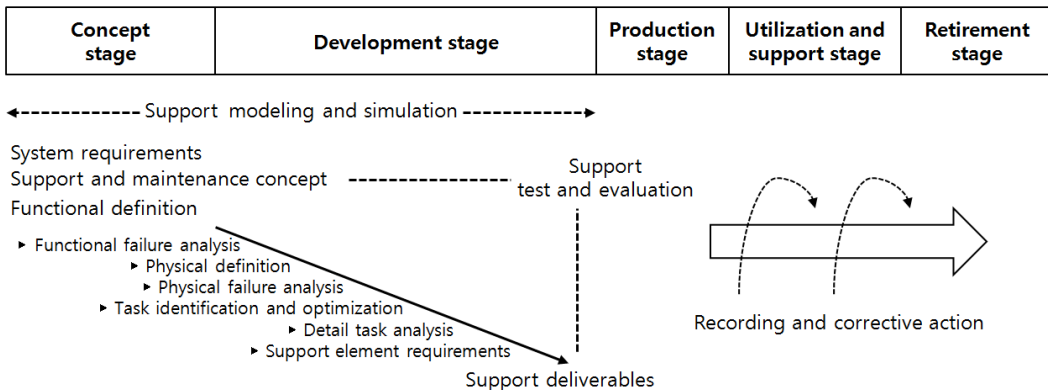 Concept
stage
Development stage
Production
stage
Utilization and
support stage
Retirement
stage
Support modeling and simulation
System requirements
Support and maintenance concept
Functional definition
Support
test and evaluation
Functional failure analysis
Physical definition
Physical failure analysis
Task identification and optimization
Detail task analysis
Support element requirements
Support deliverables
Recording and corrective action